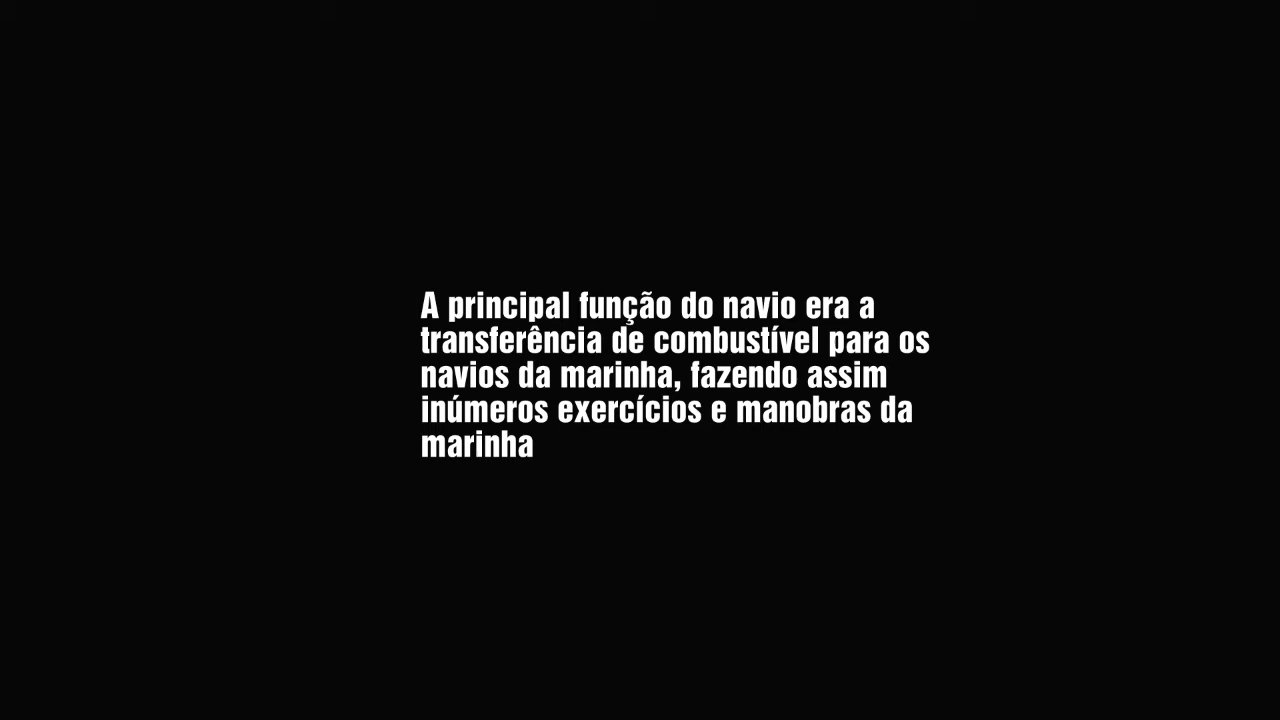 A principal função do navio era a
transferência de combustível para os
navios da marinha, fazendo assim
inúmeros exercícios e manobras da
marinha